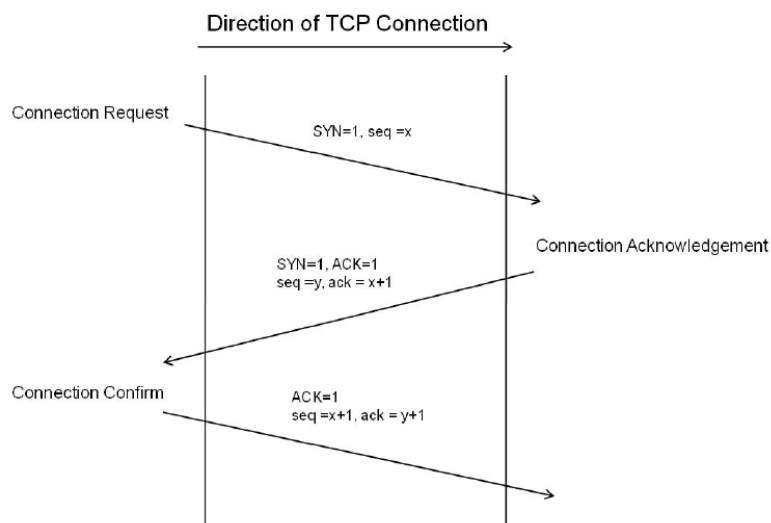 Direction of TCP Connection
Connection Request
SYN=1, seq =x
Connection Acknowledgement
SYN=1, ACK=1
seq =y, ack = x+1
Connection Confirm
ACK=1
seq =x+1, ack = y+1